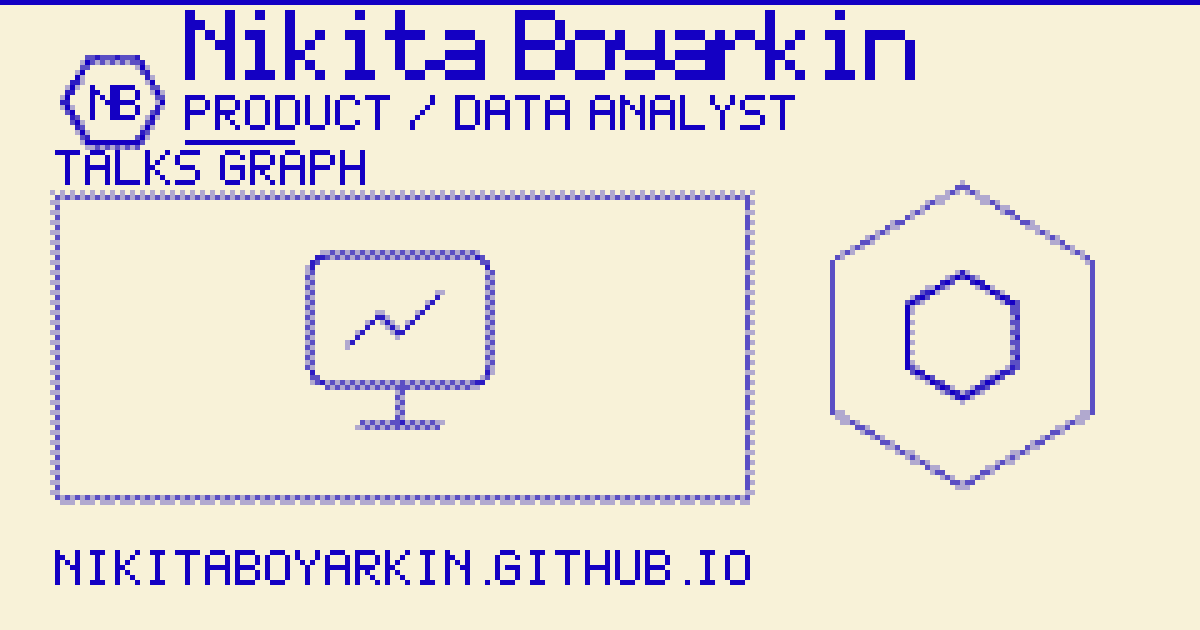 Nikita Boyarkin
NB
PRODUCT / DATA ANALYST
TALKS GRAPH
NIKITABOYARKIN.GITHUB.IO